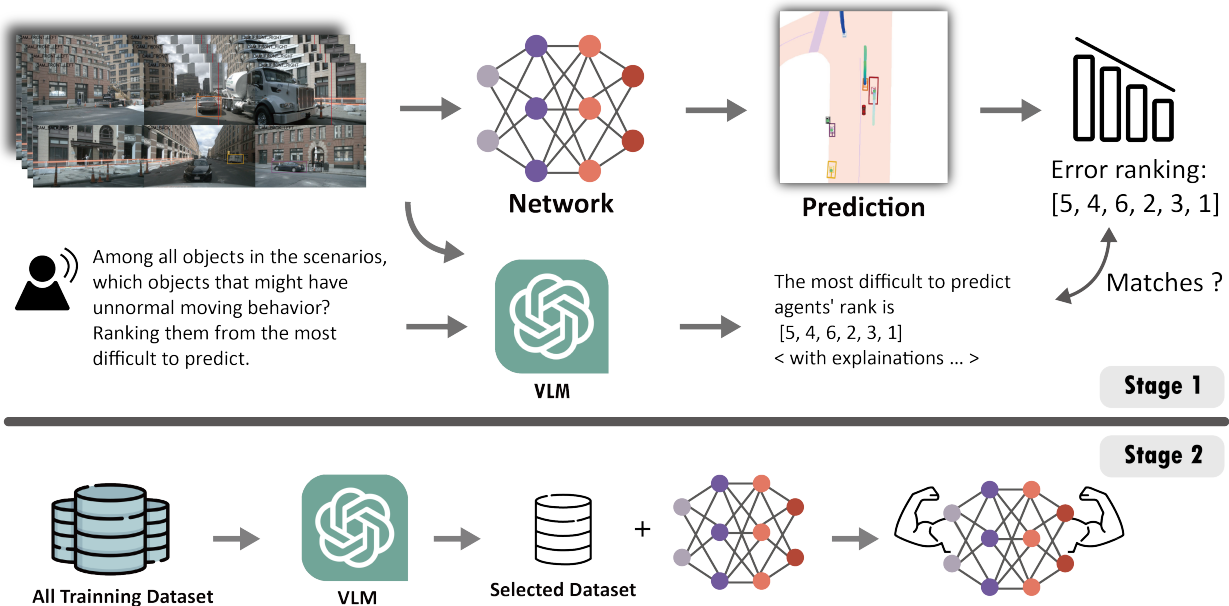 Network
Prediction
Error ranking:
[5, 4, 6, 2, 3, 1]
Among all objects in the scenarios,
which objects that might have
unnormal moving behavior?
Ranking them from the most
difficult to predict.
VLM
The most difficult to predict
agents' rank is
[5, 4, 6, 2, 3, 1]
< with explainations ... >
Matches ?
Stage 1
Stage 2
All Trainning Dataset
VLM
Selected Dataset
+